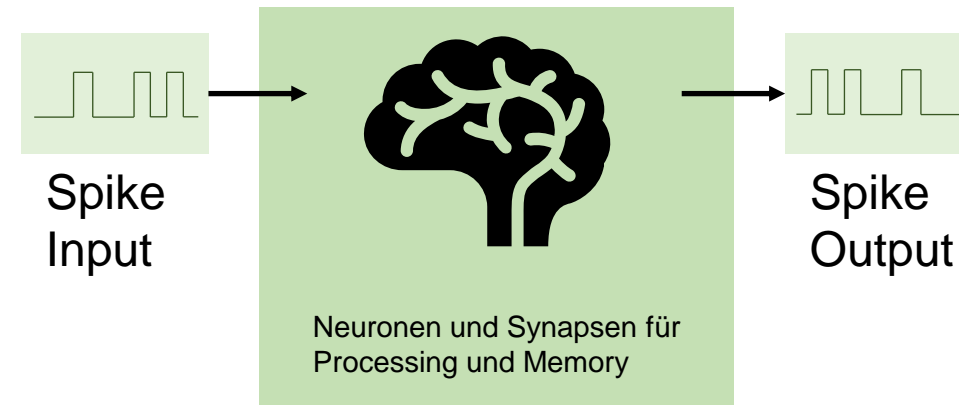 Spike
Input
Neuronen und Synapsen für
Processing und Memory
Spike
Output